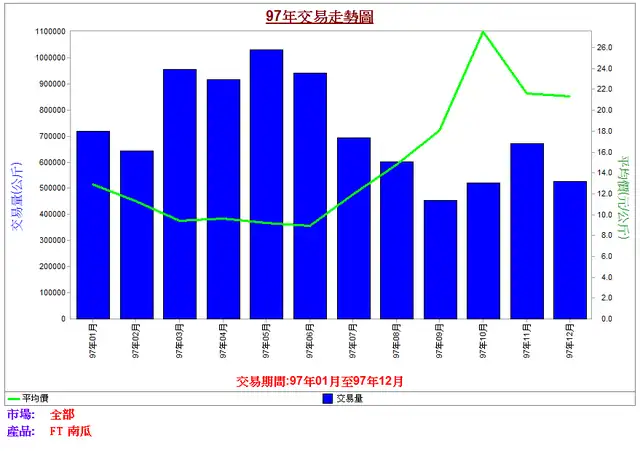 97年交易走勢圖
交易量(公斤)
1100000
1000000
900000
800000
700000
600000
500000
400000
300000
200000
100000
0
26.0
24.0
22.0
20.0
18.0
16.0
14.0
12.0
10.0
8.0
6.0
4.0
2.0
0.0
平均價(元/公斤)
97年01月
97年02月
97年03月
97年04月
97年05月
97年06月
97年07月
97年08月
97年09月
97年10月
97年11月
97年12月
交易期間:97年01月至97年12月
平均價 交易量
市場: 全部
產品: FT 南瓜